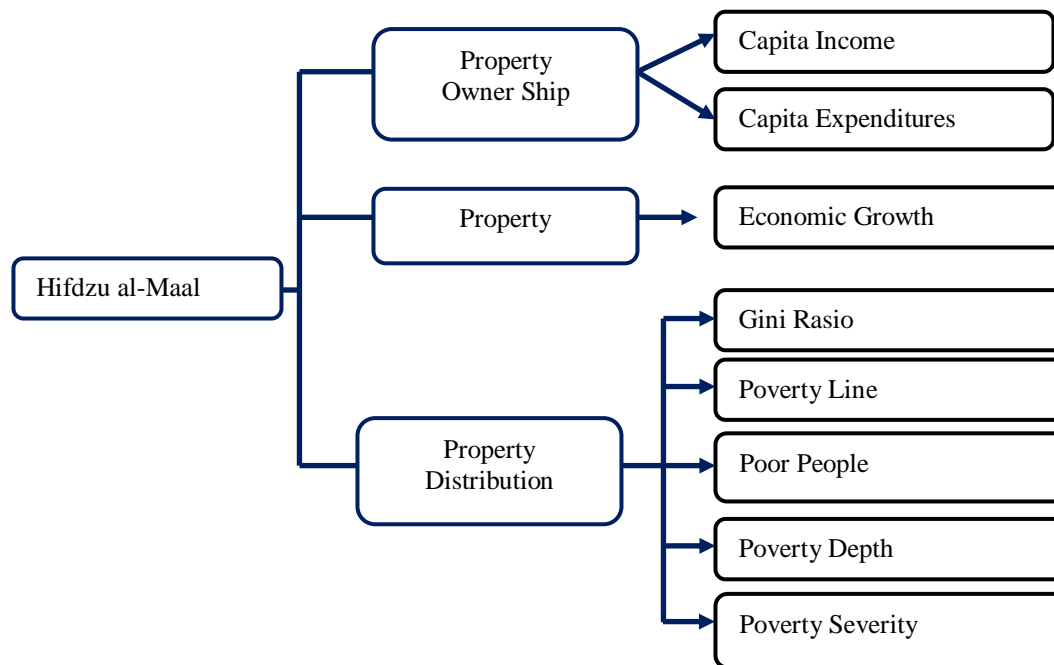 Hifdzu al-Maal
Property
Owner Ship
Capita Income
Capita Expenditures
Property
Economic Growth
Property
Distribution
Gini Rasio
Poverty Line
Poor People
Poverty Depth
Poverty Severity